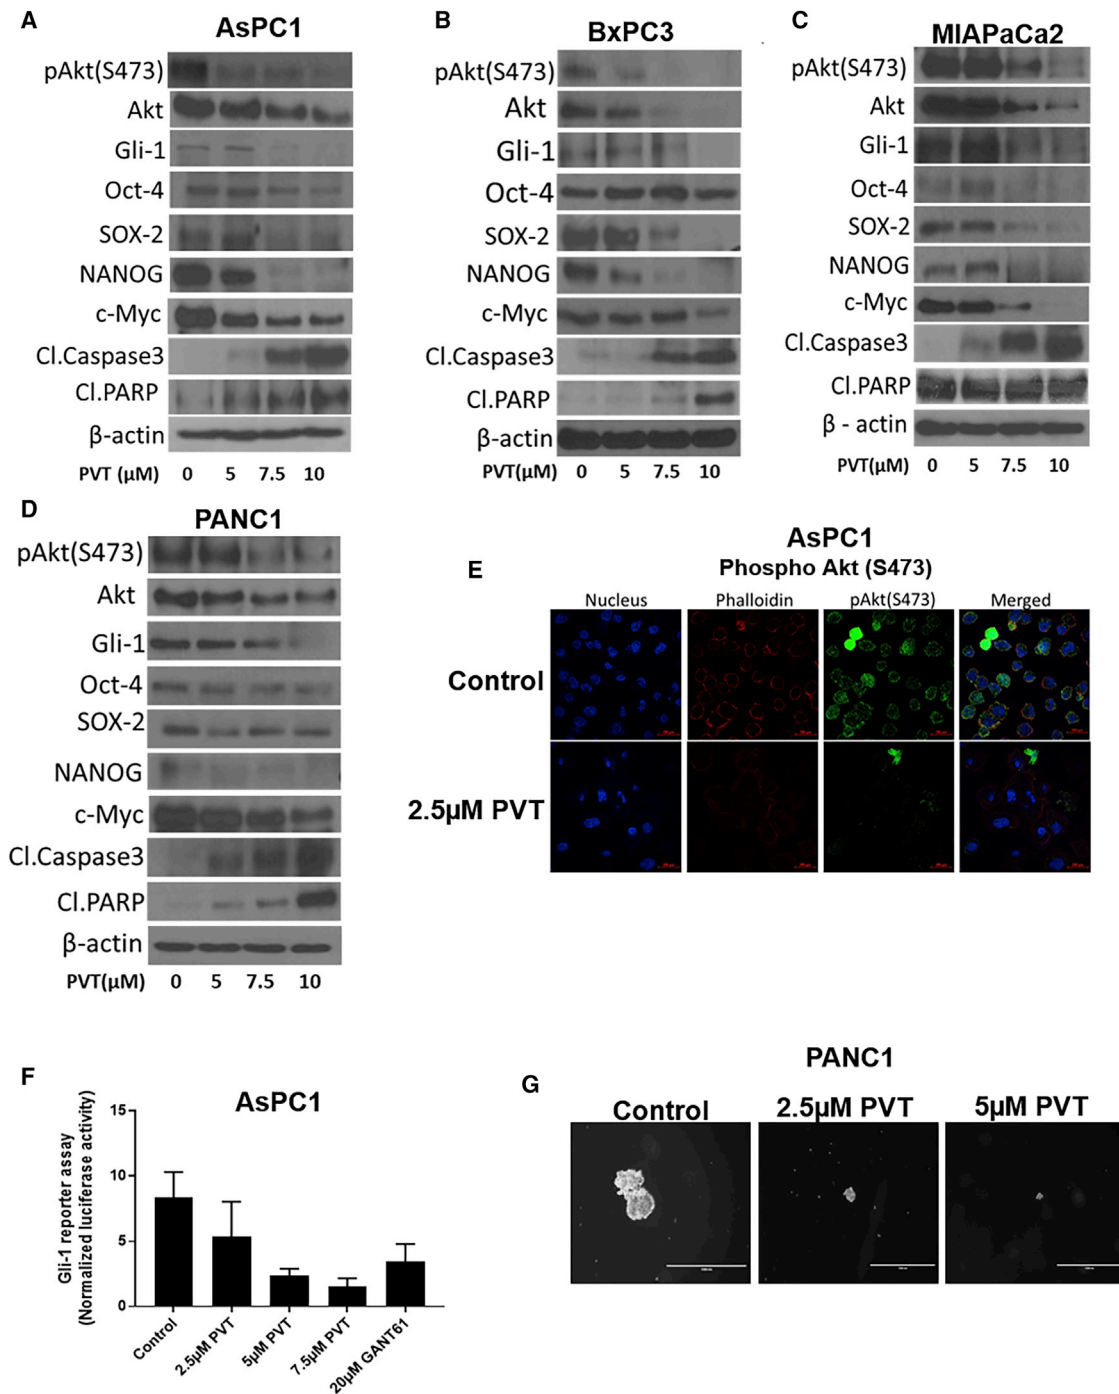 A
AsPC1
pAkt(S473)
Akt
Gli-1
Oct-4
SOX-2
NANOG
c-Myc
Cl.Caspase3
Cl.PARP
β-actin
PVT (µM) 0 5 7.5 10
B
BxPC3
pAkt(S473)
Akt
Gli-1
Oct-4
SOX-2
NANOG
c-Myc
Cl.Caspase3
Cl.PARP
β-actin
PVT(µM) 0 5 7.5 10
C
MIAPaCa2
pAkt(S473)
Akt
Gli-1
Oct-4
SOX-2
NANOG
c-Myc
Cl.Caspase3
Cl.PARP
β - actin
PVT(µM) 0 5 7.5 10
D
PANC1
pAkt(S473)
Akt
Gli-1
Oct-4
SOX-2
NANOG
c-Myc
Cl.Caspase3
Cl.PARP
β-actin
PVT(µM) 0 5 7.5 10
E
AsPC1
Phospho Akt (S473)
Nucleus Phalloidin pAkt(S473) Merged
Control
2.5µM PVT
F
AsPC1
Gli-1 reporter assay
(Normalized luciferase activity)
15
10
5
0
Control
2.5µM PVT
5µM PVT
7.5µM PVT
20µM GANT61
G
PANC1
Control 2.5µM PVT 5µM PVT